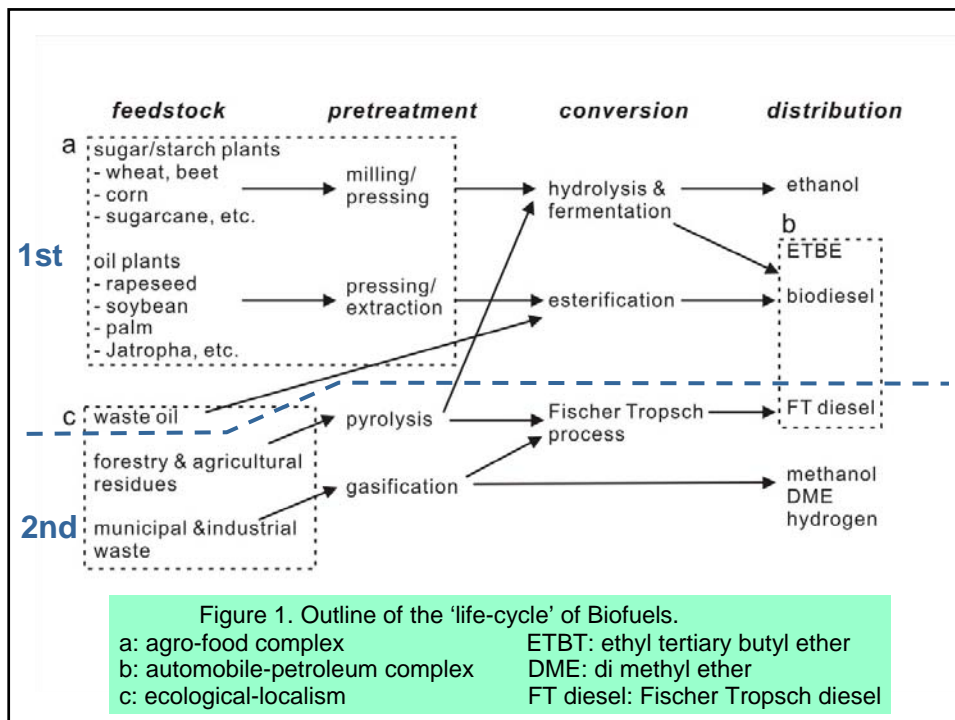 feedstock pretreatment conversion distribution
a
sugar/starch plants
- wheat, beet
- corn
- sugarcane, etc.
milling/
pressing
hydrolysis &
fermentation
ethanol
b
ETBE
1st
oil plants
- rapeseed
- soybean
- palm
- Jatropha, etc.
pressing/
extraction
esterification
biodiesel
c
waste oil
pyrolysis
Fischer Tropsch
process
FT diesel
forestry & agricultural
residues
gasification
methanol
DME
hydrogen
2nd
municipal &industrial
waste
Figure 1. Outline of the ‘life-cycle’ of Biofuels.
a: agro-food complex ETBT: ethyl tertiary butyl ether
b: automobile-petroleum complex DME: di methyl ether
c: ecological-localism FT diesel: Fischer Tropsch diesel